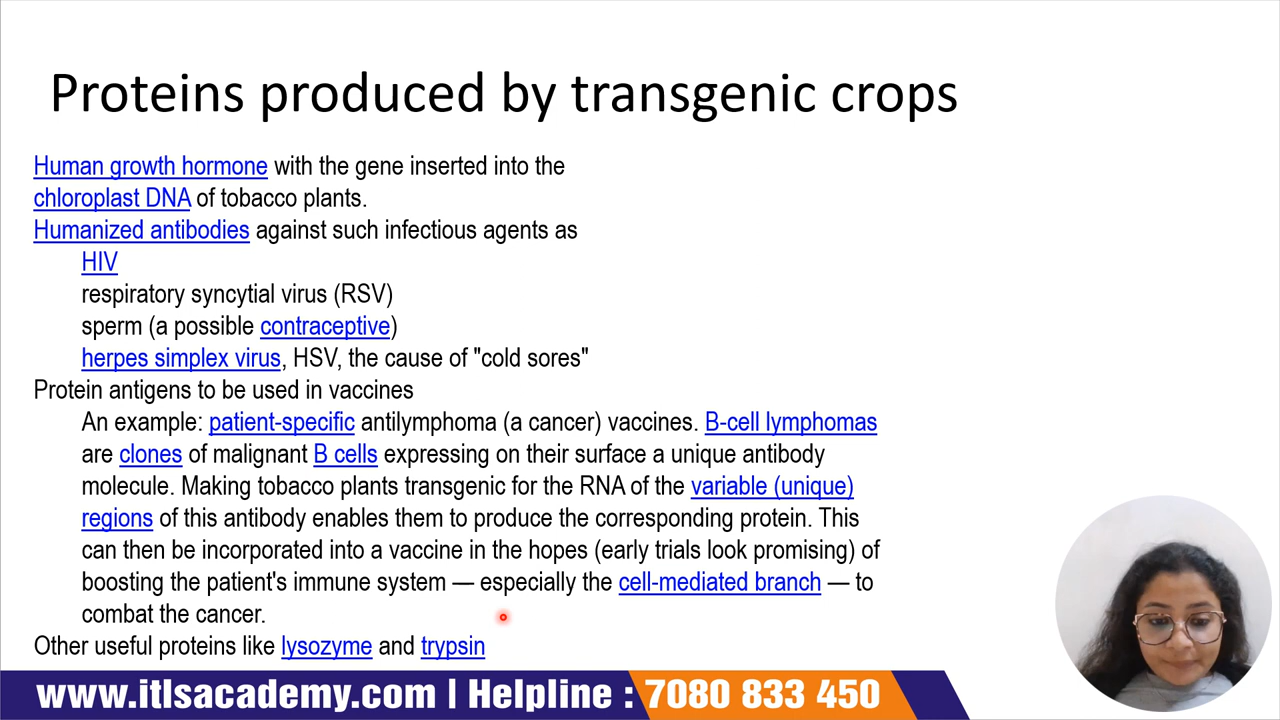 Proteins produced by transgenic crops
Human growth hormone with the gene inserted into the
chloroplast DNA of tobacco plants.
Humanized antibodies against such infectious agents as
HIV
respiratory syncytial virus (RSV)
sperm (a possible contraceptive)
herpes simplex virus, HSV, the cause of "cold sores"
Protein antigens to be used in vaccines
An example: patient-specific antilymphoma (a cancer) vaccines. B-cell lymphomas
are clones of malignant B cells expressing on their surface a unique antibody
molecule. Making tobacco plants transgenic for the RNA of the variable (unique)
regions of this antibody enables them to produce the corresponding protein. This
can then be incorporated into a vaccine in the hopes (early trials look promising) of
boosting the patient's immune system — especially the cell-mediated branch — to
combat the cancer.
Other useful proteins like lysozyme and trypsin
www.itlsacademy.com | Helpline : 7080 833 450